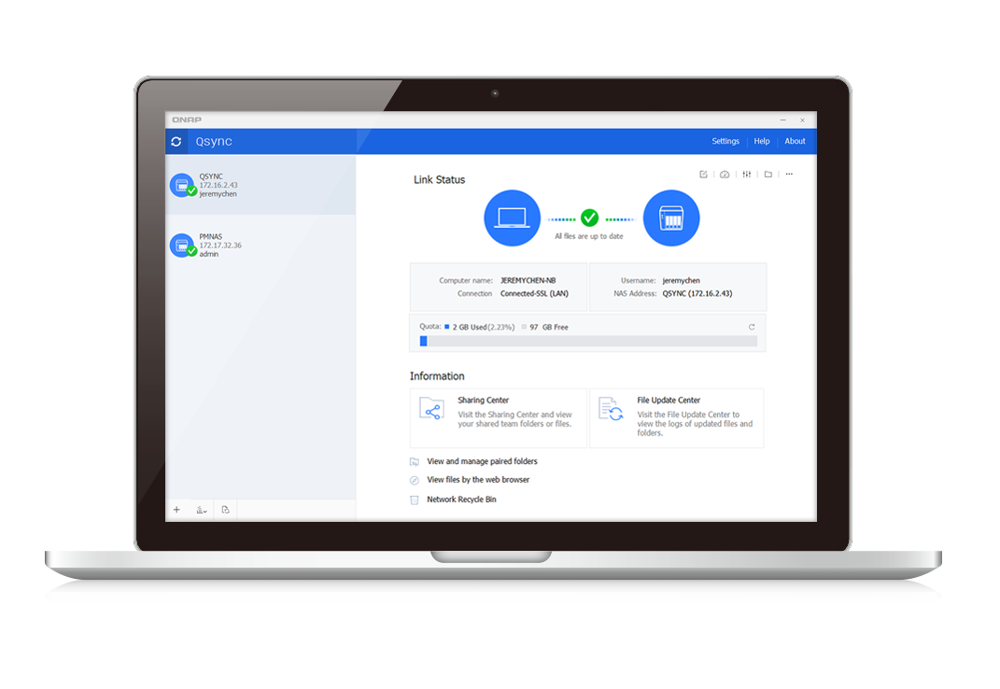 QNAP
Qsync
Settings
Help
About
QSYNC
172.16.2.43
jeremychen
PMNAS
172.17.32.36
admin
Link Status
All files are up to date
Computer name: JEREMYCHEN-NB
Connection Connected-SSL (LAN)
Username: jeremychen
NAS Address: QSYNC (172.16.2.43)
Quota: 2 GB Used(2.23%) 97 GB Free
Information
Sharing Center
Visit the Sharing Center and view
your shared team folders or files.
File Update Center
Visit the File Update Center to
view the logs of updated files and
folders.
View and manage paired folders
View files by the web browser
Network Recycle Bin